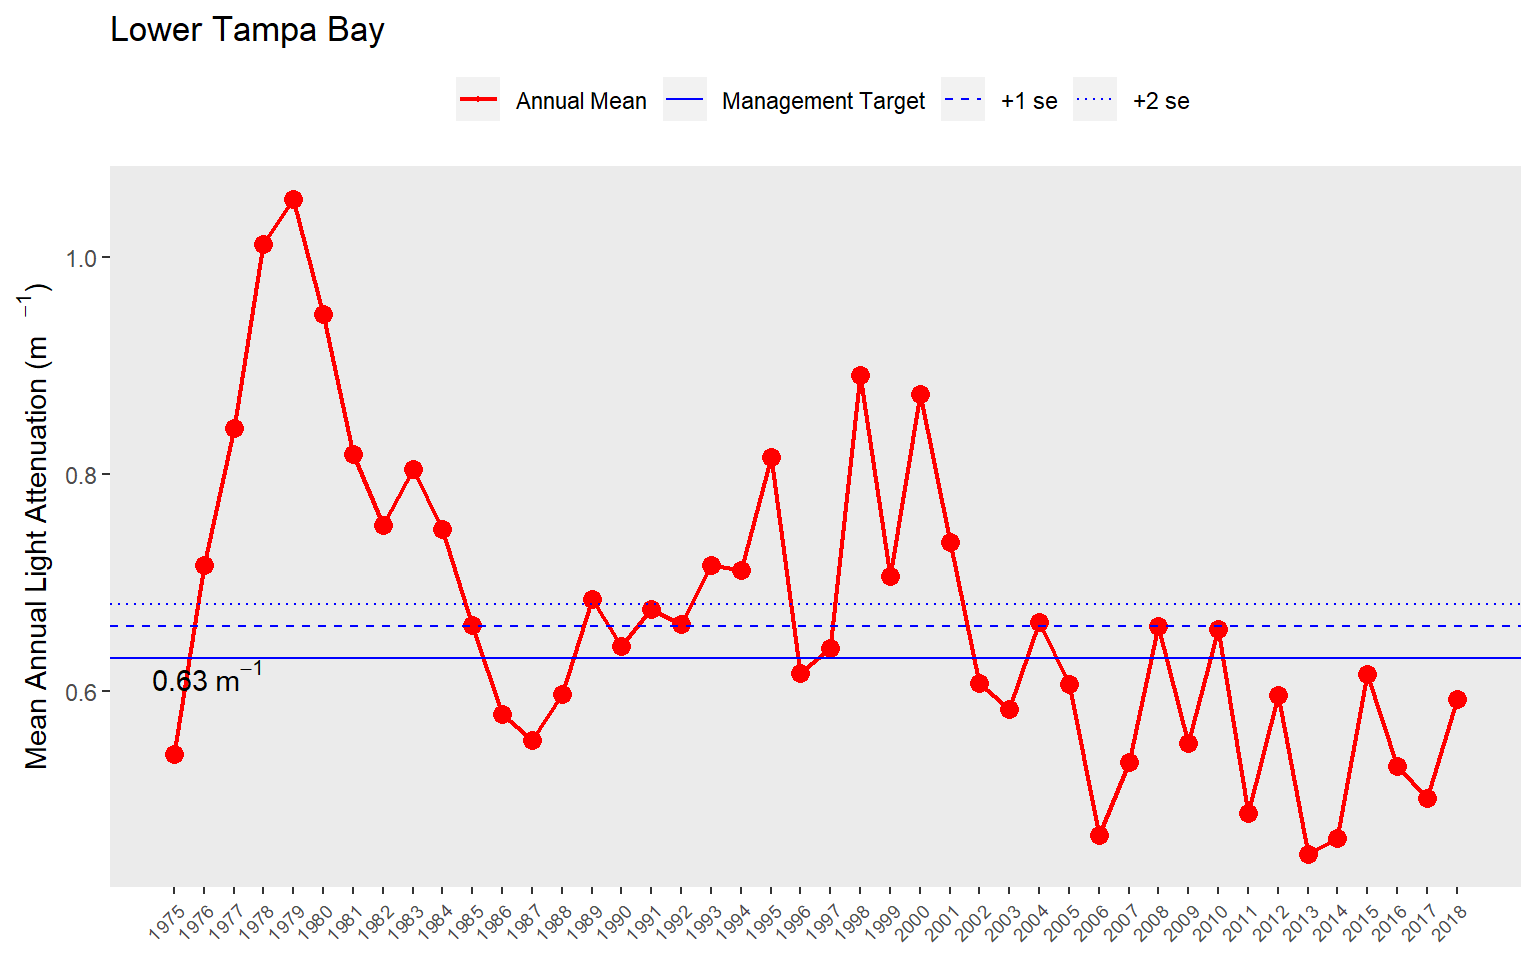 Lower Tampa Bay
Annual Mean Management Target +1 se +2 se
Mean Annual Light Attenuation (m⁻¹)
1.0
0.8
0.6
0.63 m⁻¹
1975 1976 1977 1978 1979 1980 1981 1982 1983 1984 1985 1986 1987 1988 1989 1990 1991 1992 1993 1994 1995 1996 1997 1998 1999 2000 2001 2002 2003 2004 2005 2006 2007 2008 2009 2010 2011 2012 2013 2014 2015 2016 2017 2018